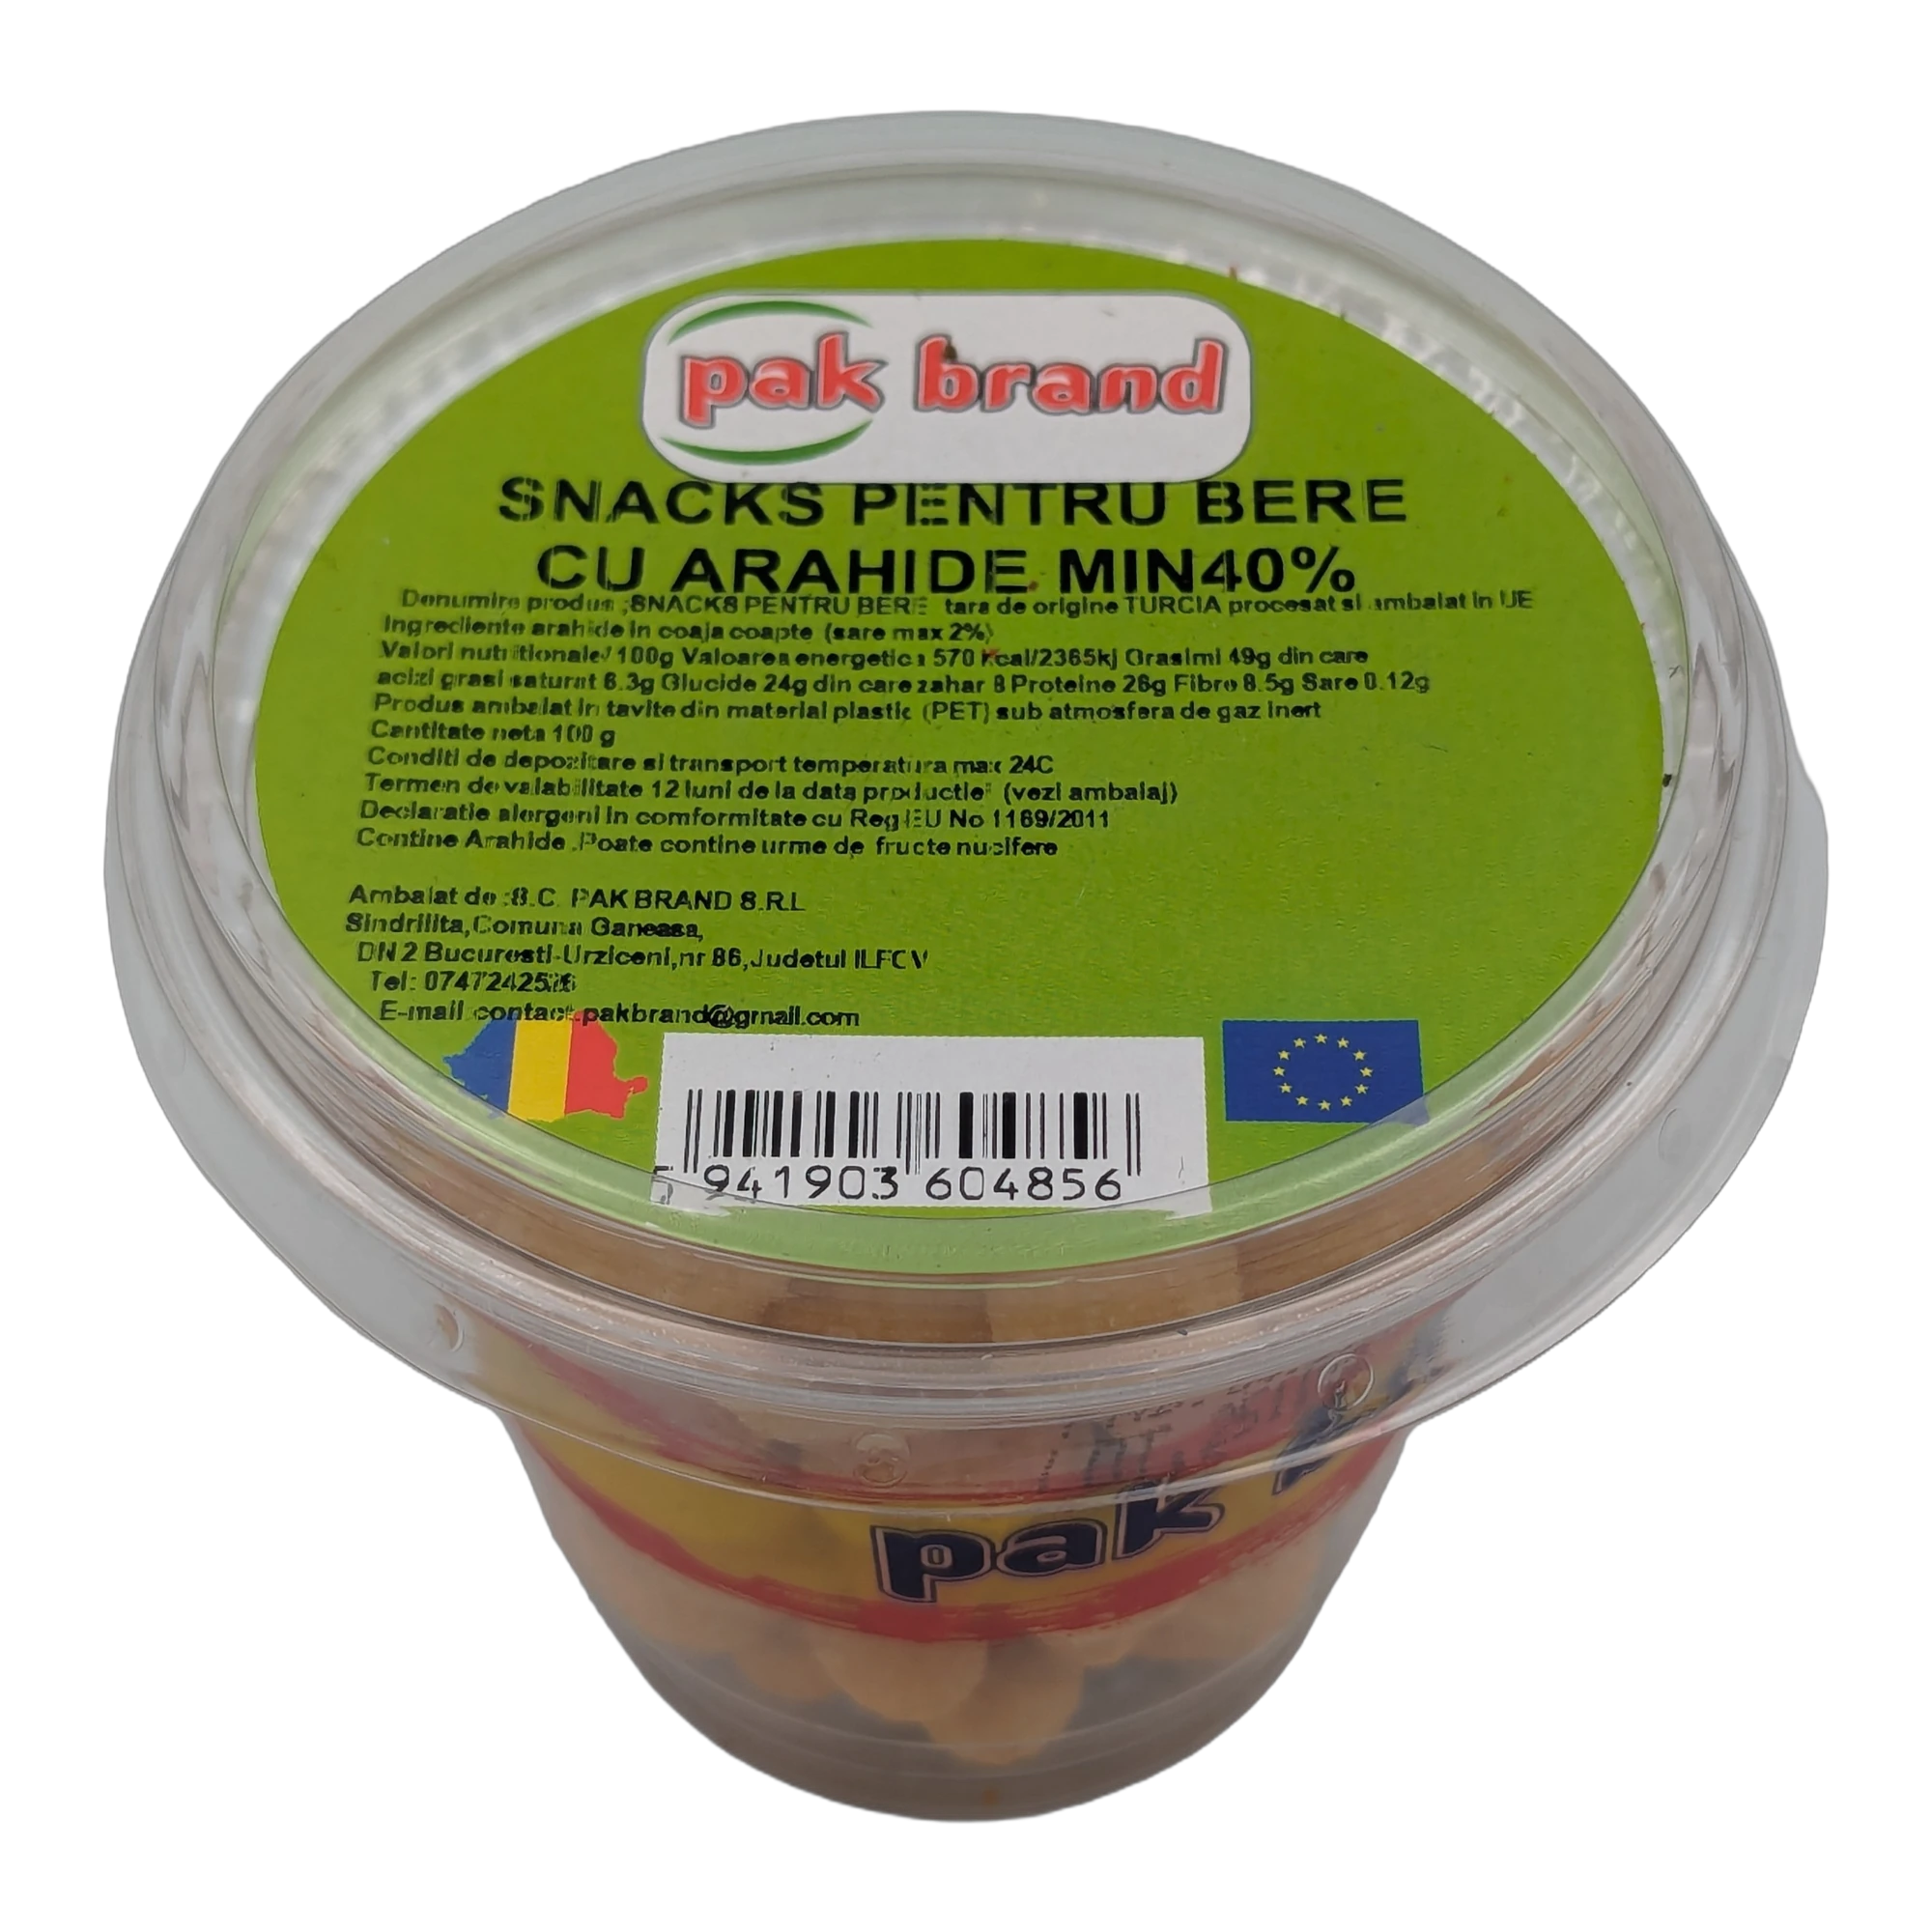 pak brand
SNACKS PENTRU BERE
CU ARAHIDE MIN40%
Denumire produs ;SNACKS PENTRU BERE tara de origine TURCIA procesat si ambalat in UE
Ingrediente arahide in coaja coapte (sare max 2%)
Valori nutritionale/100g Valoarea energetica 570 Kcal/2365kj Grasimi 49g din care
acizi grasi saturat 6.3g Glucide 24g din care zahar 8 Proteine 26g Fibre 8.5g Sare 0.12g
Produs ambalat in tavite din material plastic (PET) sub atmosfera de gaz inert
Cantitate neta 100 g
Conditi de depozitare si transport temperatura max 24C
Termen de valabilitate 12 luni de la data productiei (vezi ambalaj)
Declaratie alergeni in comformitate cu Reg EU No 1169/2011
Contine Arahide .Poate contine urme de fructe nucifere
Ambalat de :S.C. PAK BRAND S.R.L
Sindrilita,Comuna Ganeasa,
DN 2 Bucuresti-Urziceni,nr 86,Judetul ILFOV
Tel:
E-mail contact.pakbrand@gmail.com
5 941903 604856
pak